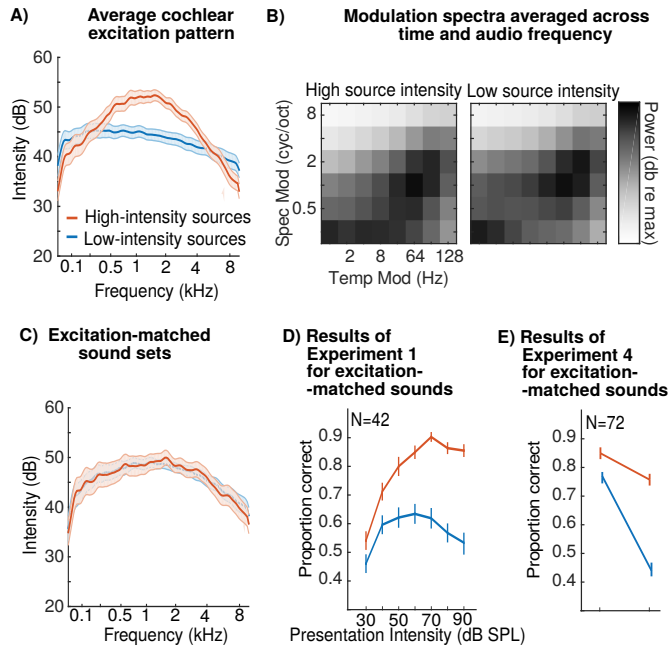 A) Average cochlear
excitation pattern
60
50
40
30
20
Intensity (dB)
High-intensity sources
Low-intensity sources
0.1 0.5 1 2 4 8
Frequency (kHz)
B) Modulation spectra averaged across
time and audio frequency
High source intensity
Low source intensity
8
2
0.5
Spec Mod (cyc/oct)
2 8 64 128
Temp Mod (Hz)
Power (db re max)
C) Excitation-matched
sound sets
60
50
40
30
20
Intensity (dB)
0.1 0.5 1 2 4 8
Frequency (kHz)
D) Results of
Experiment 1
for excitation-
-matched sounds
N=42
0.9
0.8
0.7
0.6
0.5
0.4
Proportion correct
30 50 70 90
Presentation Intensity (dB SPL)
E) Results of
Experiment 4
for excitation-
-matched sounds
N=72
0.9
0.8
0.7
0.6
0.5
0.4
Proportion correct